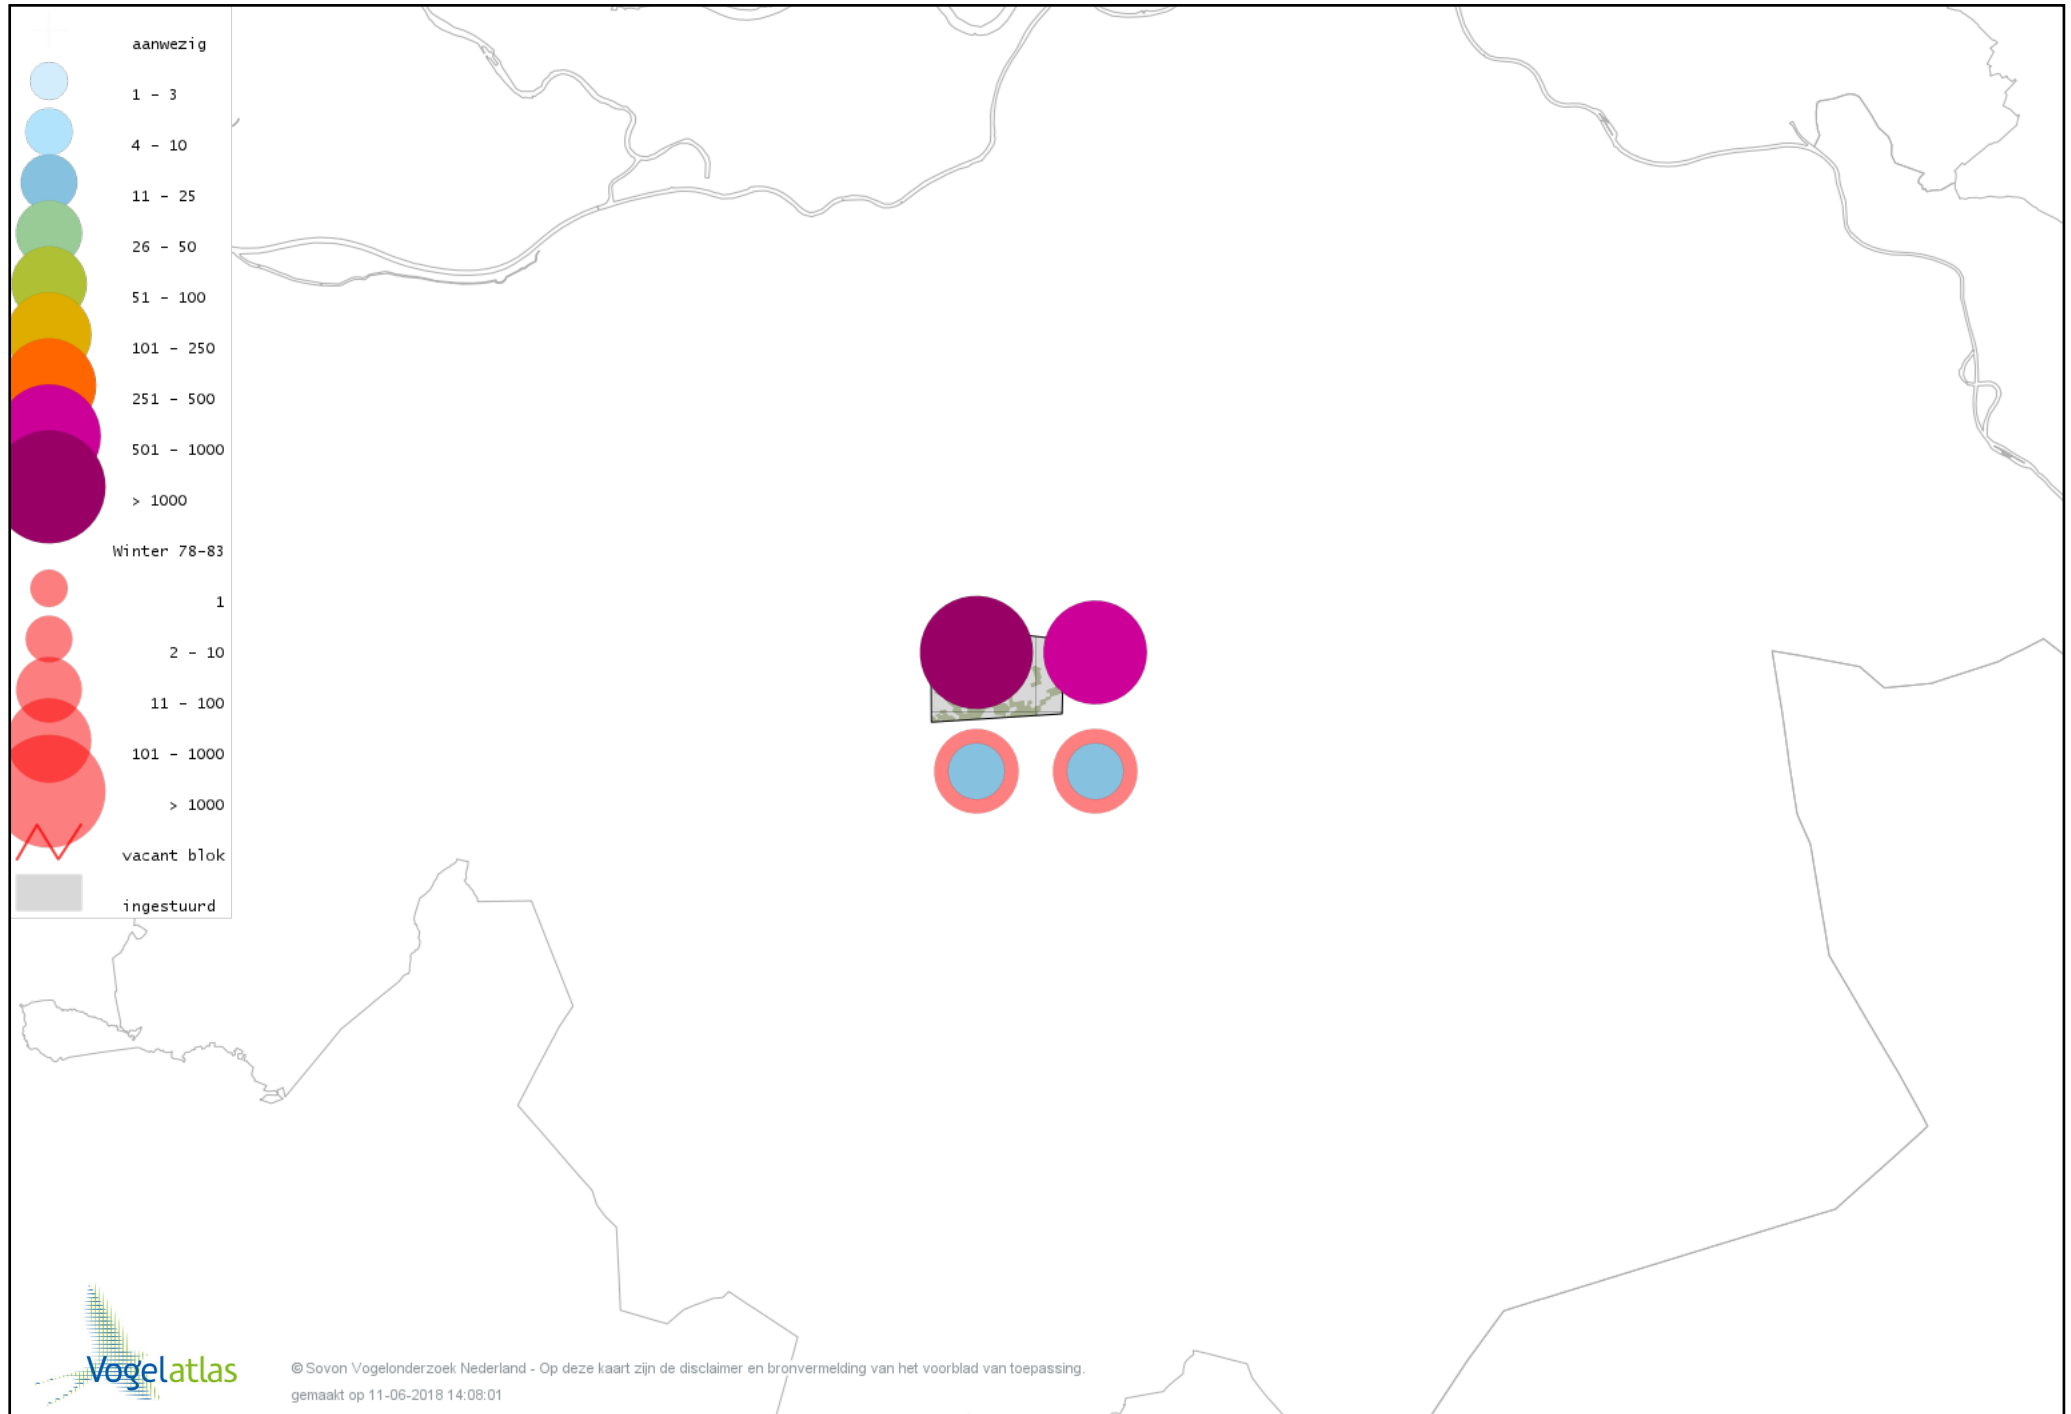 aanwezig
1 - 3
4 - 10
11 - 25
26 - 50
51 - 100
101 - 250
251 - 500
501 - 1000
> 1000
Winter 78-83
1
2 - 10
11 - 100
101 - 1000
> 1000
vacant blok
ingestuurd
Vogelatlas
© Sovon Vogelonderzoek Nederland - Op deze kaart zijn de disclaimer en bronvermelding van het voorblad van toepassing.
gemaakt op 11-06-2018 14:08:01